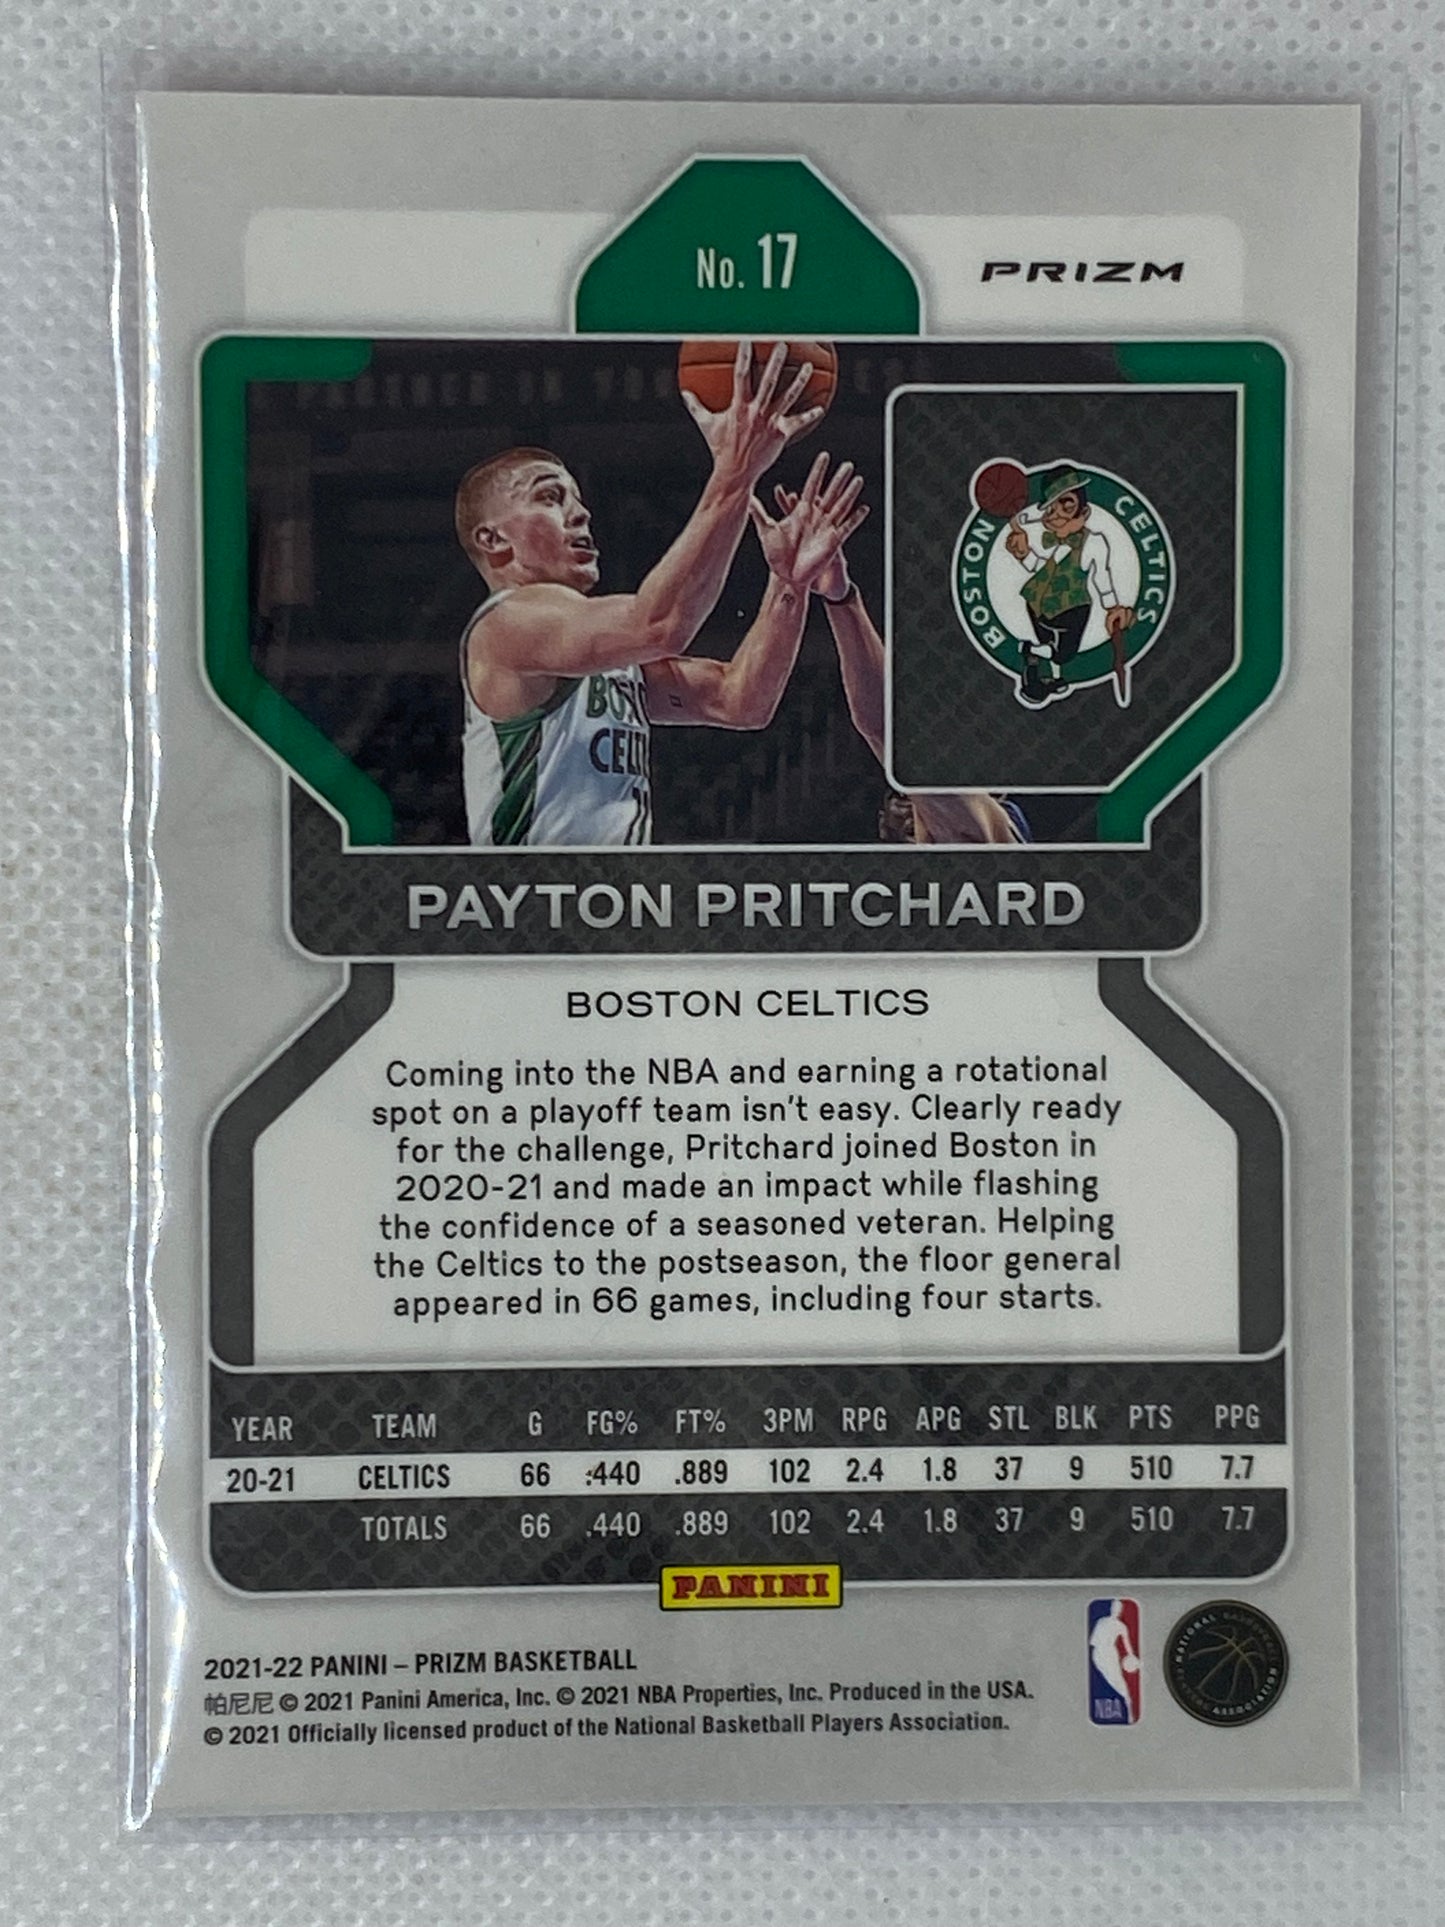 No. 17
PRIZM
BOSTON CELTICS
PAYTON PRITCHARD
BOSTON CELTICS
Coming into the NBA and earning a rotational
spot on a playoff team isn't easy. Clearly ready
for the challenge, Pritchard joined Boston in
2020-21 and made an impact while flashing
the confidence of a seasoned veteran. Helping
the Celtics to the postseason, the floor general
appeared in 66 games, including four starts.
YEAR TEAM G FG% FT% 3PM RPG APG STL BLK PTS PPG
20-21 CELTICS 66 .440 .889 102 2.4 1.8 37 9 510 7.7
TOTALS 66 .440 .889 102 2.4 1.8 37 9 510 7.7
PANINI
2021-22 PANINI – PRIZM BASKETBALL
帕尼尼 © 2021 Panini America, Inc. © 2021 NBA Properties, Inc. Produced in the USA.
© 2021 Officially licensed product of the National Basketball Players Association.
NBA